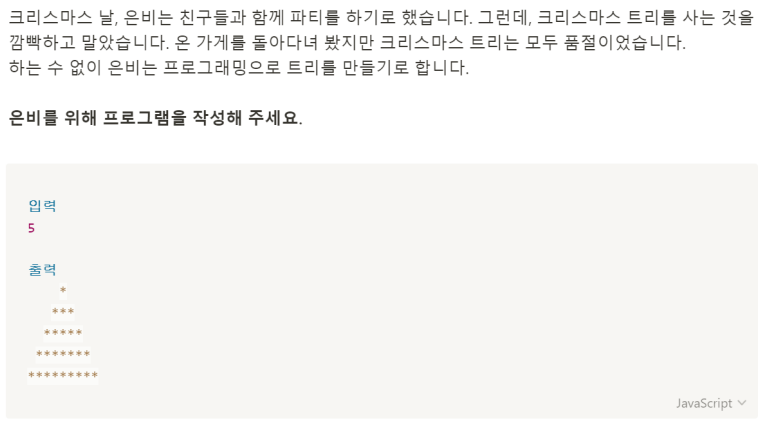 크리스마스 날, 은비는 친구들과 함께 파티를 하기로 했습니다. 그런데, 크리스마스 트리를 사는 것을
깜빡하고 말았습니다. 온 가게를 돌아다녀 봤지만 크리스마스 트리는 모두 품절이었습니다.
하는 수 없이 은비는 프로그래밍으로 트리를 만들기로 합니다.
은비를 위해 프로그램을 작성해 주세요.
입력
5
출력
    *
   ***
  *****
 *******
*********
JavaScript